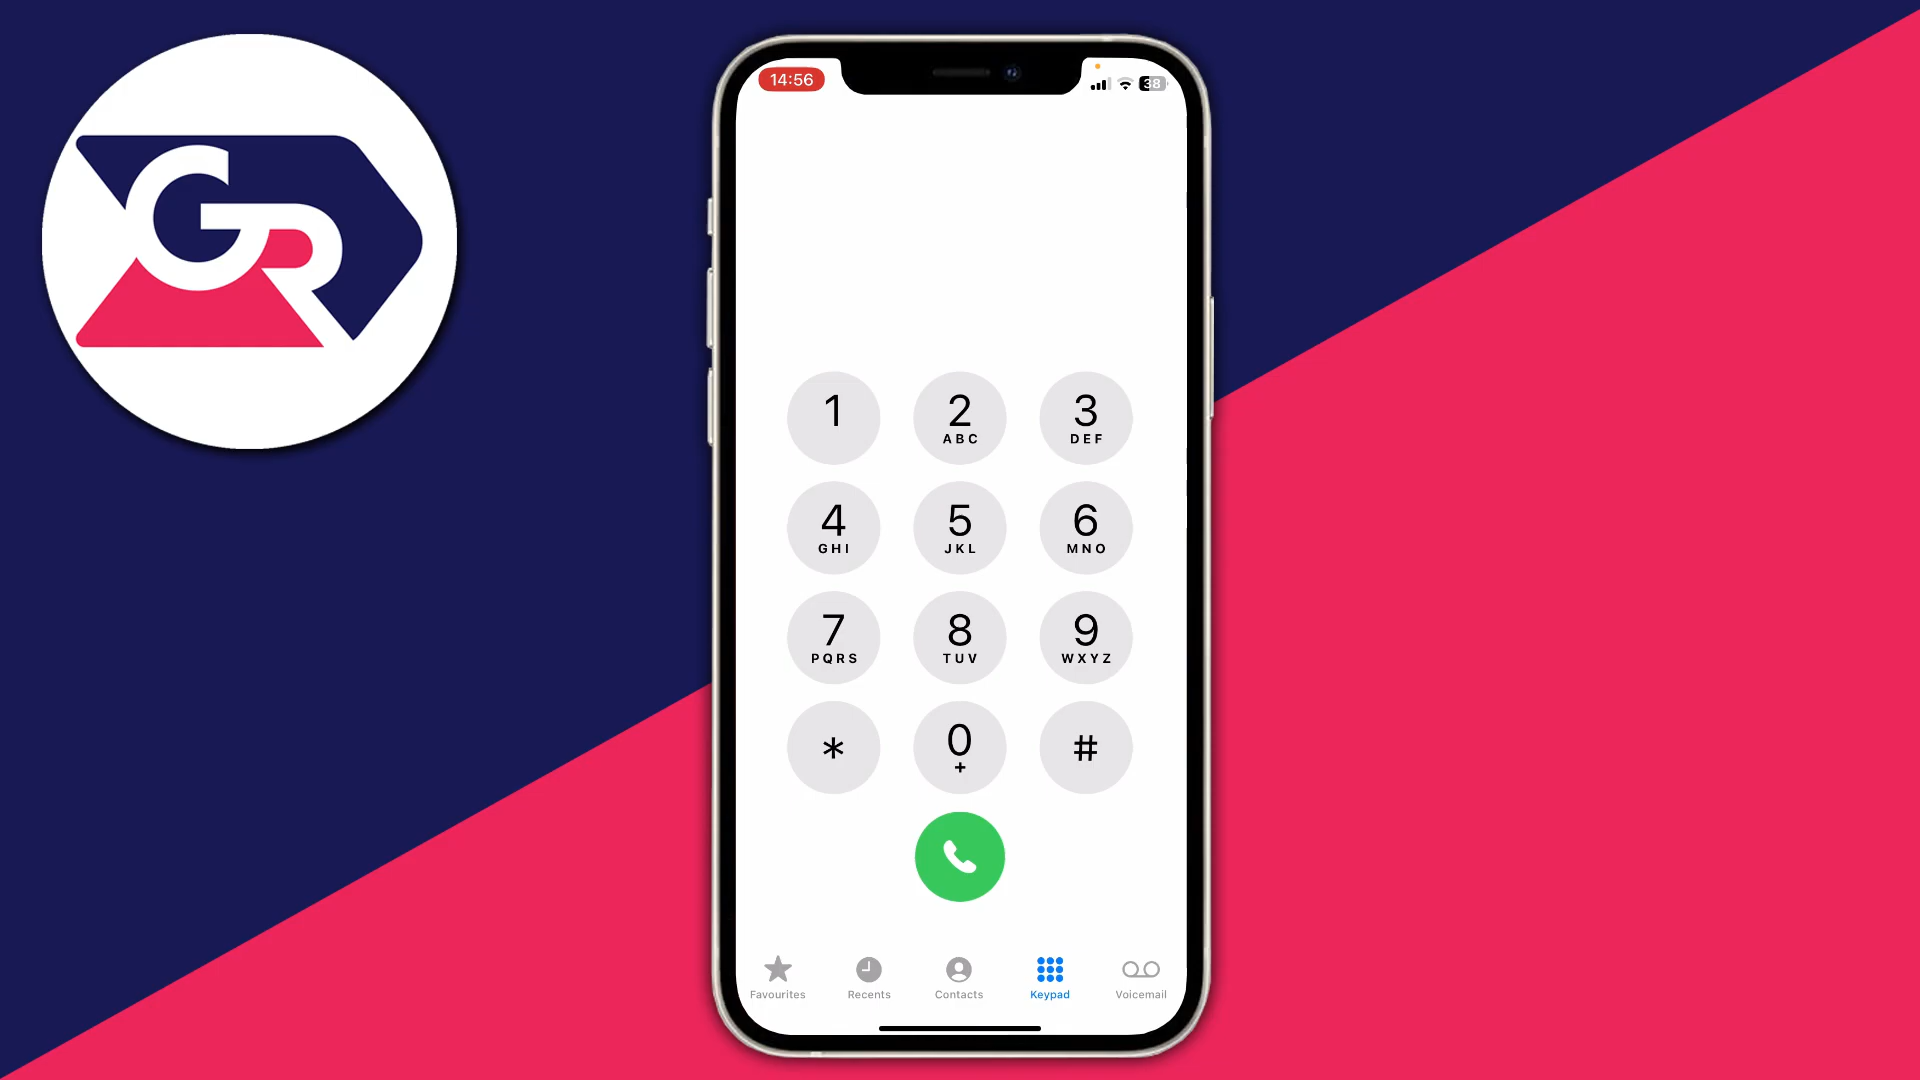 GR
14:56
38
1
2
ABC
3
DEF
4
GHI
5
JKL
6
MNO
7
PQRS
8
TUV
9
WXYZ
*
0
+
#
Favourites
Recents
Contacts
Keypad
Voicemail